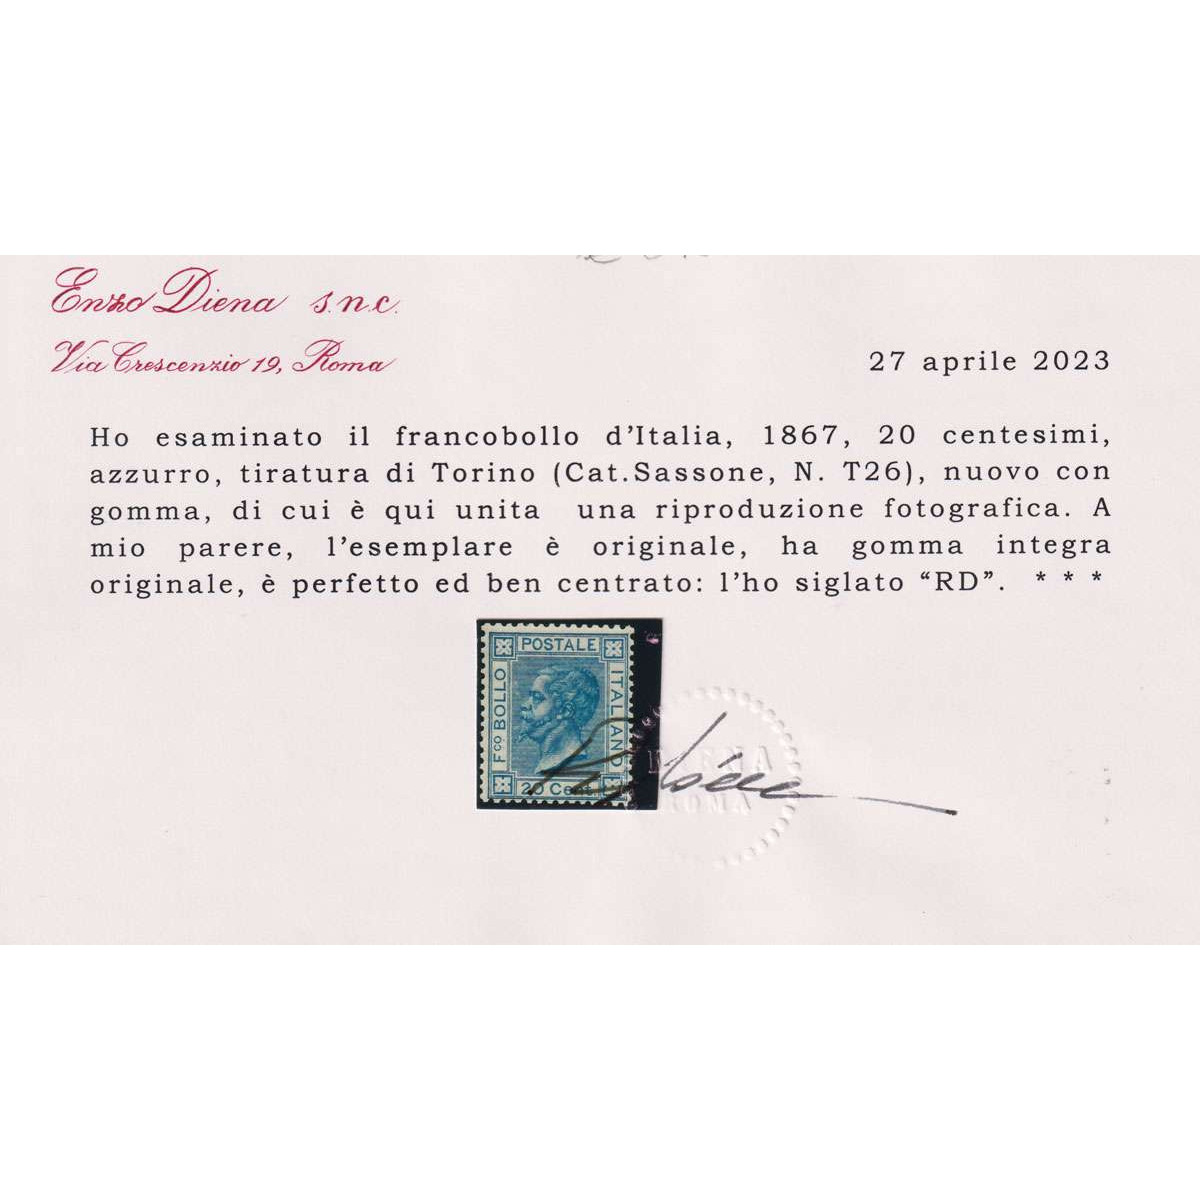 Enzo Diena s.n.c.
Via Crescenzio 19, Roma
27 aprile 2023
Ho esaminato il francobollo d'Italia, 1867, 20 centesimi,
azzurro, tiratura di Torino (Cat.Sassone, N. T26), nuovo con
gomma, di cui è qui unita una riproduzione fotografica. A
mio parere, l'esemplare è originale, ha gomma integra
originale, è perfetto ed ben centrato: l'ho siglato “RD”. * * *
POSTALE
Fco BOLLO
ITALIANO
20 Cent.
DIENA
ROMA